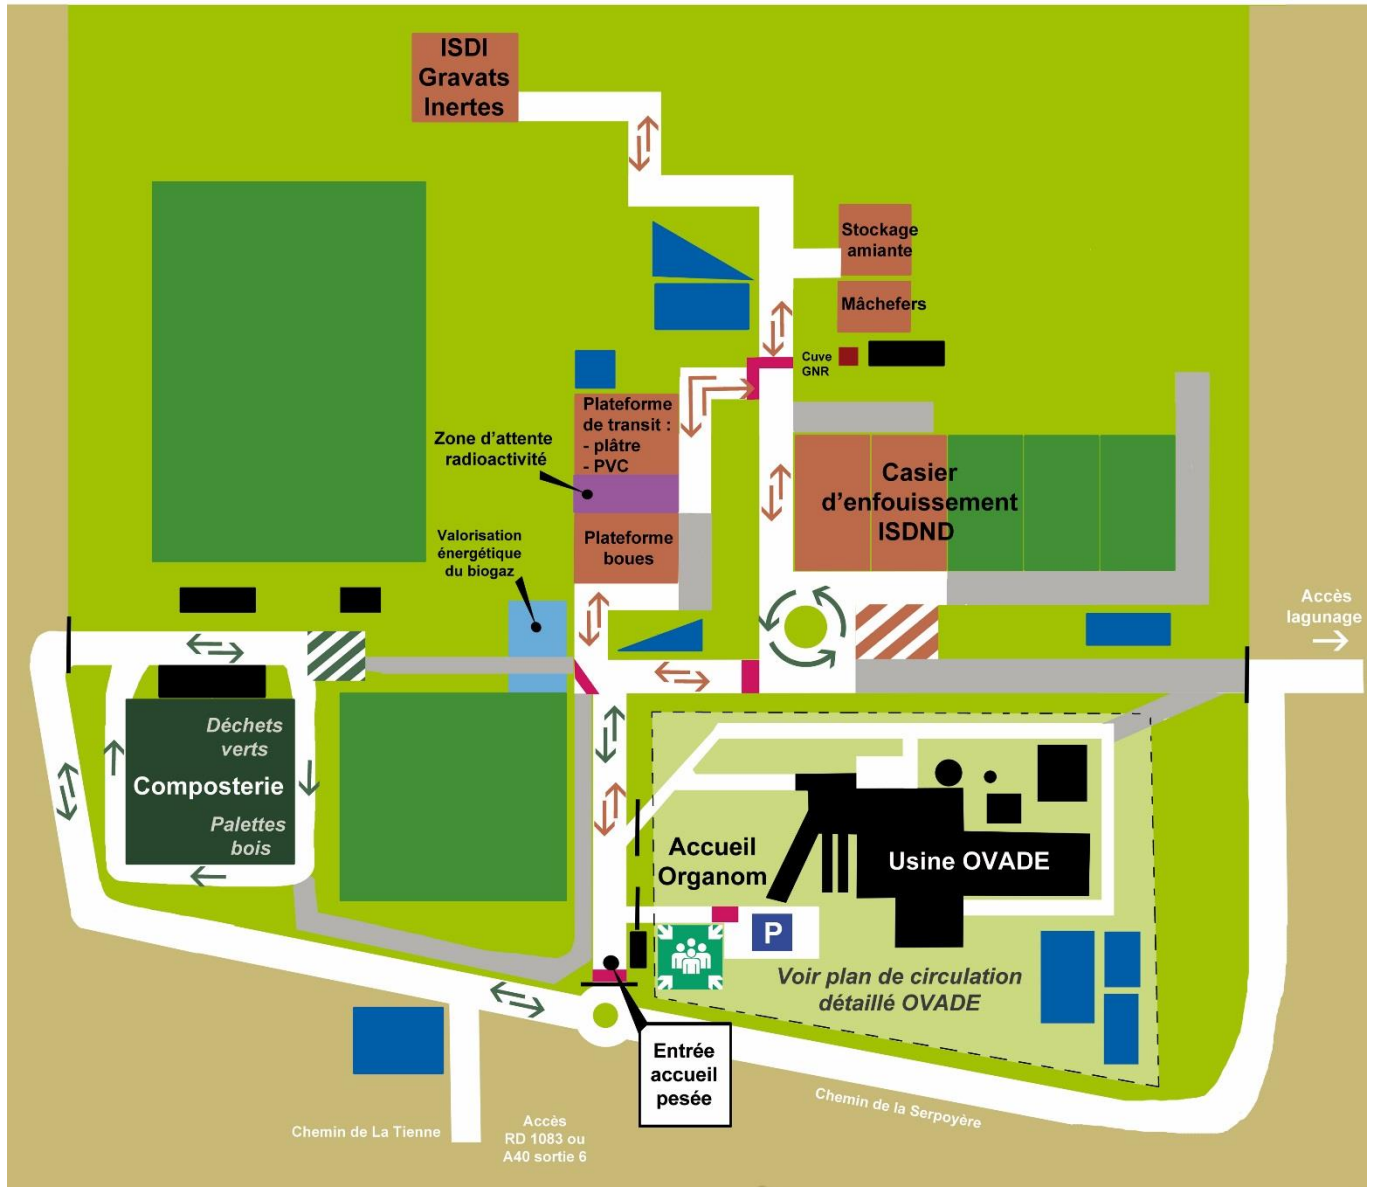 ISDI
Gravats
Inertes
Stockage
amiante
Mâchefers
Cuve
GNR
Plateforme
de transit :
- plâtre
- PVC
Zone d'attente
radioactivité
Casier
d'enfouissement
ISDND
Plateforme
boues
Valorisation
énergétique
du biogaz
Accès
lagunage
Déchets
verts
Composterie
Palettes
bois
Accueil
Organom
Usine OVADE
P
Voir plan de circulation
détaillé OVADE
Entrée
accueil
pesée
Chemin de la Serpoyère
Chemin de La Tienne
Accès
RD 1083 ou
A40 sortie 6